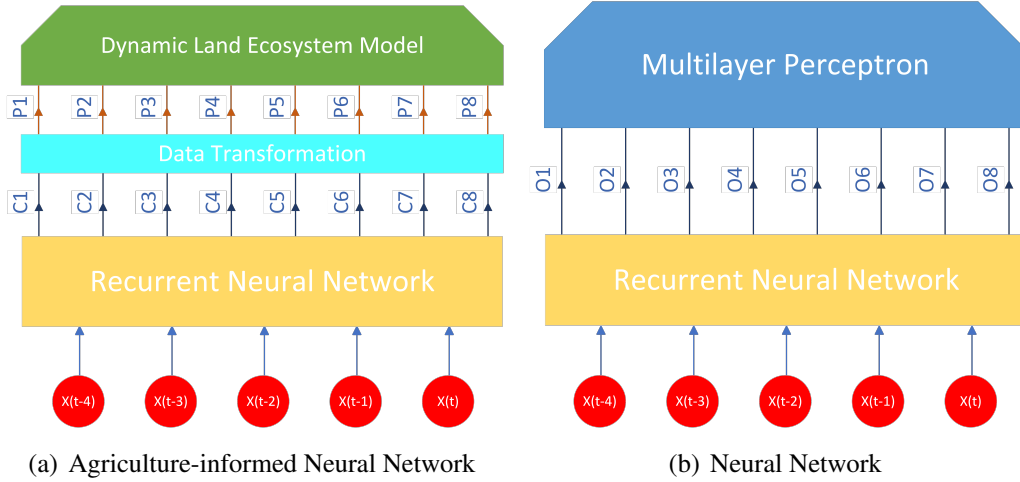 Dynamic Land Ecosystem Model
P1 P2 P3 P4 P5 P6 P7 P8
Data Transformation
C1 C2 C3 C4 C5 C6 C7 C8
Recurrent Neural Network
X(t-4) X(t-3) X(t-2) X(t-1) X(t)
(a) Agriculture-informed Neural Network
Multilayer Perceptron
O1 O2 O3 O4 O5 O6 O7 O8
Recurrent Neural Network
X(t-4) X(t-3) X(t-2) X(t-1) X(t)
(b) Neural Network